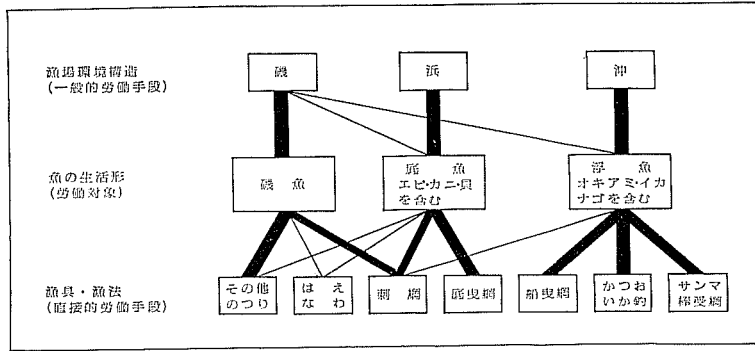 漁場環境構造
(一般的労働手段)
磯
浜
沖
魚の生活形
(労働対象)
磯 魚
底 魚
エビ・カニ・貝
を含む
浮 魚
オキアミ・イカ
ナゴを含む
漁具・漁法
(直接的労働手段)
その他
のつり
は え
な わ
刺 網
底曳網
船曳網
かつお
いか釣
サンマ
棒受網